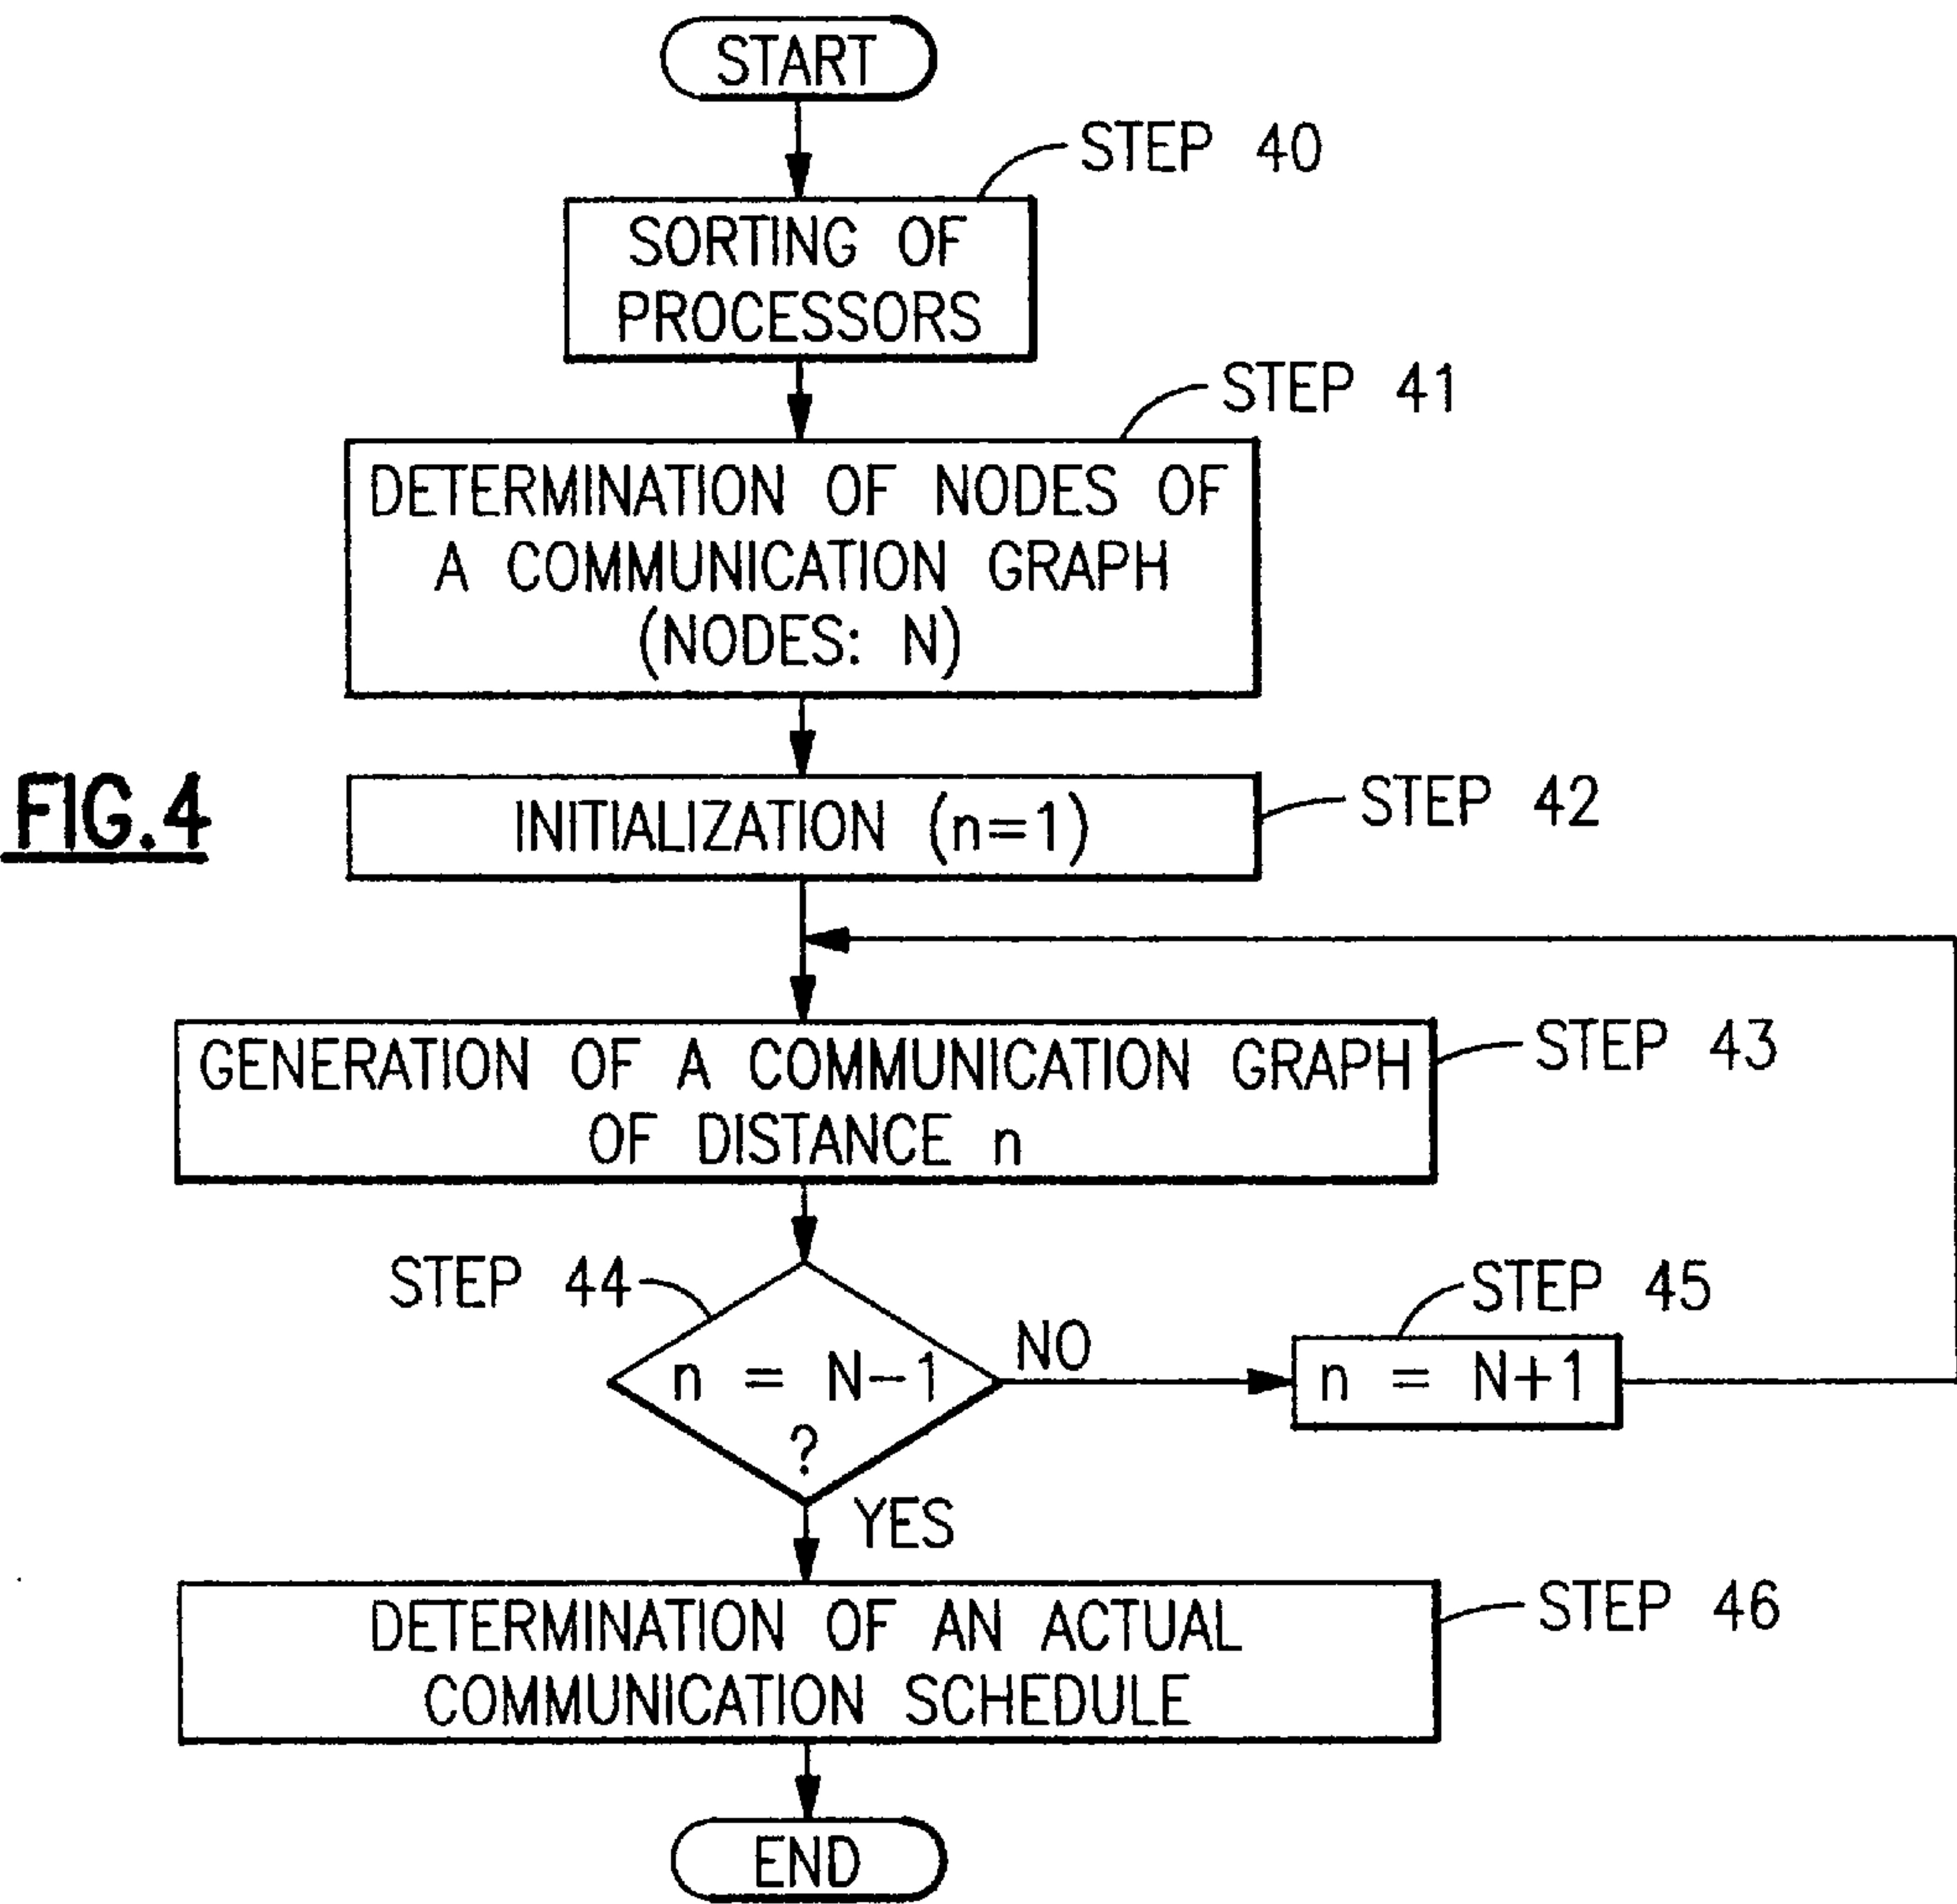 START
STEP 40
SORTING OF
PROCESSORS
STEP 41
DETERMINATION OF NODES OF
A COMMUNICATION GRAPH
(NODES: N)
FIG.4
INITIALIZATION (n=1)
STEP 42
GENERATION OF A COMMUNICATION GRAPH
OF DISTANCE n
STEP 43
STEP 44
n = N-1
?
NO
STEP 45
n = N+1
YES
DETERMINATION OF AN ACTUAL
COMMUNICATION SCHEDULE
STEP 46
END